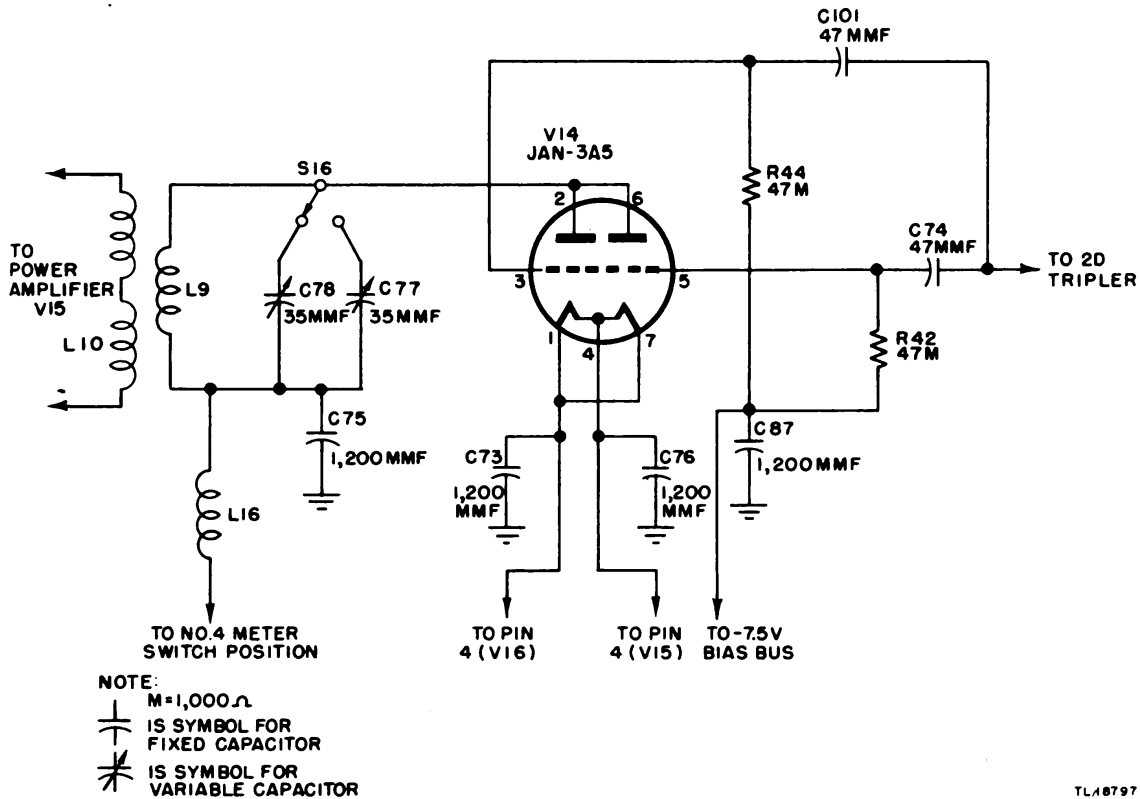 C101
47 MMF
V14
JAN-3A5
S16
2
6
R44
47M
C74
47MMF
TO
POWER
AMPLIFIER
V15
L9
C78
35MMF
C77
35MMF
3
5
TO 2D
TRIPLER
L10
1
4
7
R42
47M
C75
1,200MMF
C73
1,200
MMF
C76
1,200
MMF
C87
1,200MMF
L16
TO NO.4 METER
SWITCH POSITION
TO PIN
4 (V16)
TO PIN
4 (V15)
TO-7.5V
BIAS BUS
NOTE:
M=1,000Ω
IS SYMBOL FOR
FIXED CAPACITOR
IS SYMBOL FOR
VARIABLE CAPACITOR
TL18797